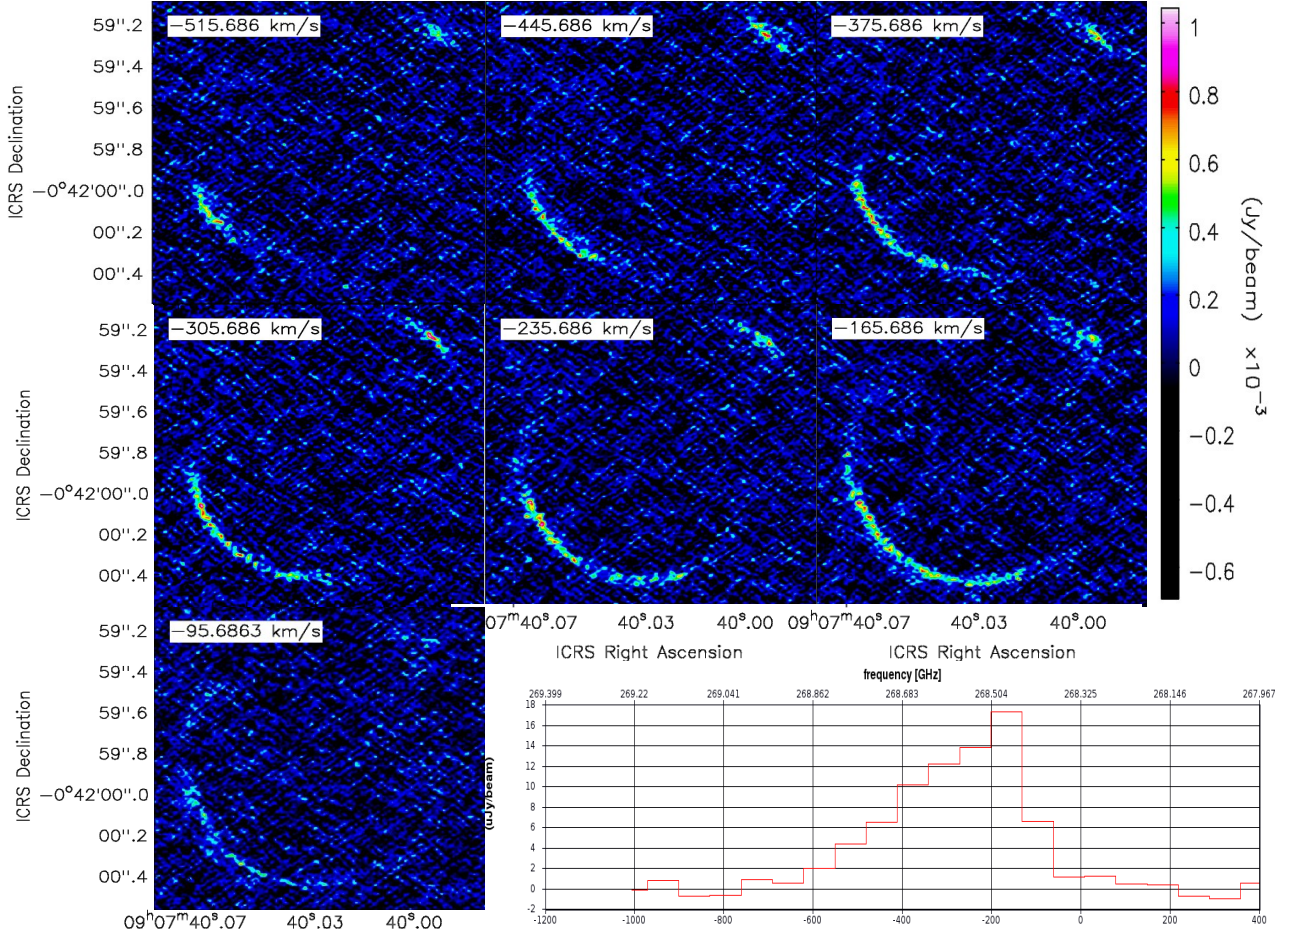 −515.686 km/s
−445.686 km/s
−375.686 km/s
59".2
59".4
59".6
59".8
−0°42'00".0
00".2
00".4
ICRS Declination
−305.686 km/s
−235.686 km/s
−165.686 km/s
59".2
59".4
59".6
59".8
−0°42'00".0
00".2
00".4
ICRS Declination
1
0.8
0.6
0.4
0.2
0
−0.2
−0.4
−0.6
(Jy/beam) ×10⁻³
07ᵐ40ˢ.07 40ˢ.03 40ˢ.00 09ʰ07ᵐ40ˢ.07 40ˢ.03 40ˢ.00
ICRS Right Ascension ICRS Right Ascension
−95.6863 km/s
59".2
59".4
59".6
59".8
−0°42'00".0
00".2
00".4
ICRS Declination
09ʰ07ᵐ40ˢ.07 40ˢ.03 40ˢ.00
frequency [GHz]
269.399 269.22 269.041 268.862 268.683 268.504 268.325 268.146 267.967
18
16
14
12
10
8
6
4
2
0
-2
(uJy/beam)
-1200 -1000 -800 -600 -400 -200 0 200 400